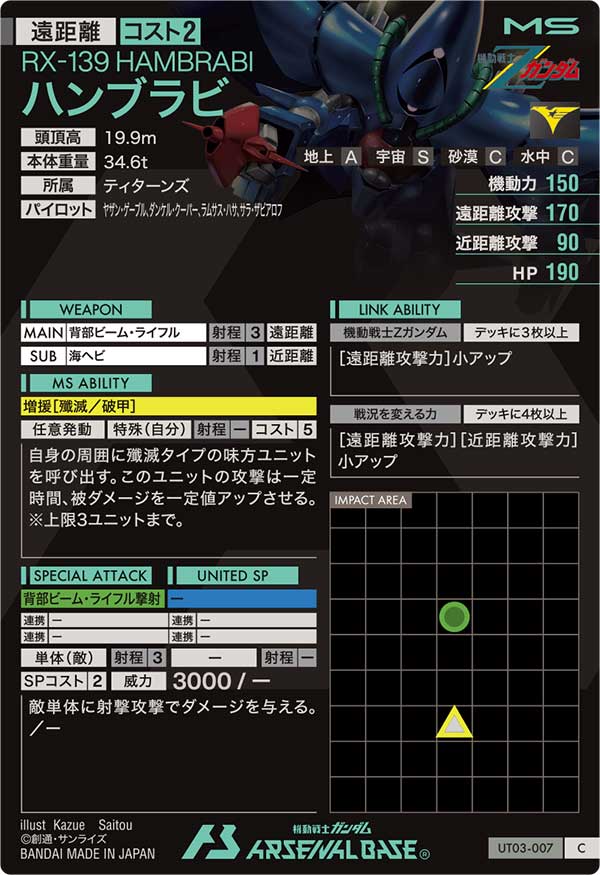 遠距離 コスト2 MS
RX-139 HAMBRABI
機動戦士Ζガンダム
ハンブラビ
頭頂高 19.9m
本体重量 34.6t
地上 A 宇宙 S 砂漠 C 水中 C
所属 ティターンズ
機動力 150
パイロット ヤザン・ゲーブル、ダンケル・クーパー、ラムサス・ハサ、サラ・ザビアロフ
遠距離攻撃 170
近距離攻撃 90
HP 190
WEAPON
MAIN 背部ビーム・ライフル 射程 3 遠距離
SUB 海ヘビ 射程 1 近距離
MS ABILITY
増援[殲滅/破甲]
任意発動 特殊(自分) 射程 ー コスト 5
自身の周囲に殲滅タイプの味方ユニット
を呼び出す。このユニットの攻撃は一定
時間、被ダメージを一定値アップさせる。
※上限3ユニットまで。
LINK ABILITY
機動戦士Ζガンダム デッキに3枚以上
[遠距離攻撃力]小アップ
戦況を変える力 デッキに4枚以上
[遠距離攻撃力][近距離攻撃力]
小アップ
IMPACT AREA
SPECIAL ATTACK UNITED SP
背部ビーム・ライフル撃射 ー
連携 ー 連携 ー
連携 ー 連携 ー
単体(敵) 射程 3 ー 射程 ー
SPコスト 2 威力 3000 / ー
敵単体に射撃攻撃でダメージを与える。
/ー
illust Kazue Saitou
©創通・サンライズ
BANDAI MADE IN JAPAN
機動戦士ガンダム
AB ARSENAL BASE®
UT03-007 C